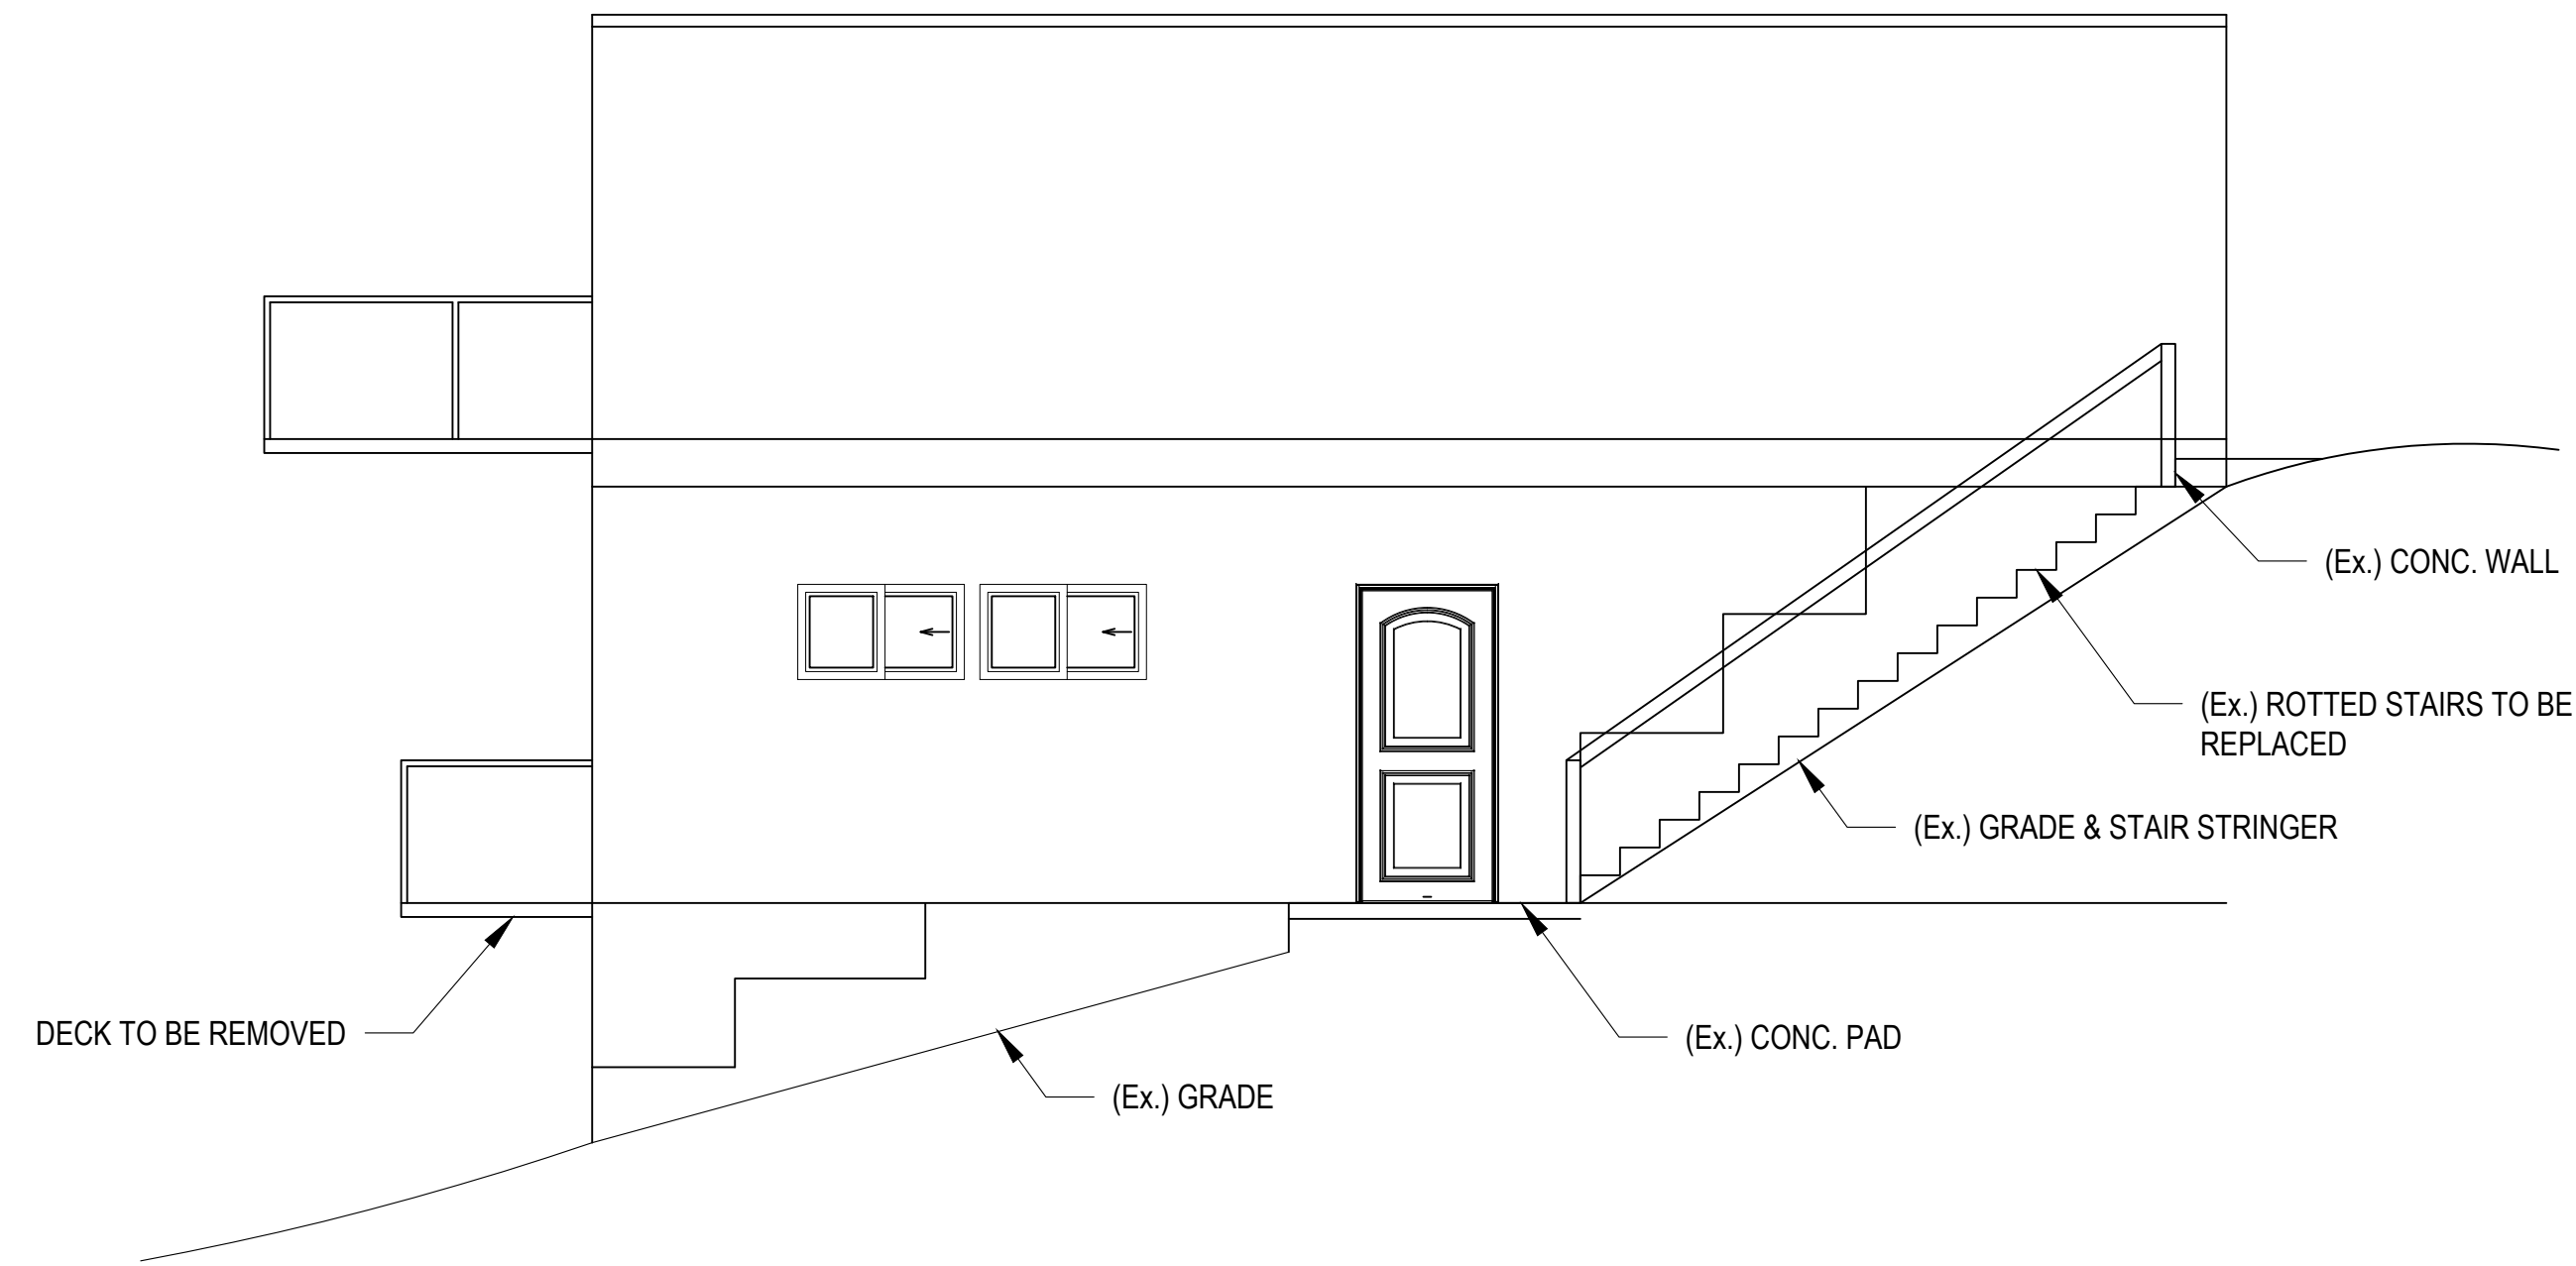 (Ex.) CONC. WALL
(Ex.) ROTTED STAIRS TO BE
REPLACED
(Ex.) GRADE & STAIR STRINGER
DECK TO BE REMOVED
(Ex.) CONC. PAD
(Ex.) GRADE